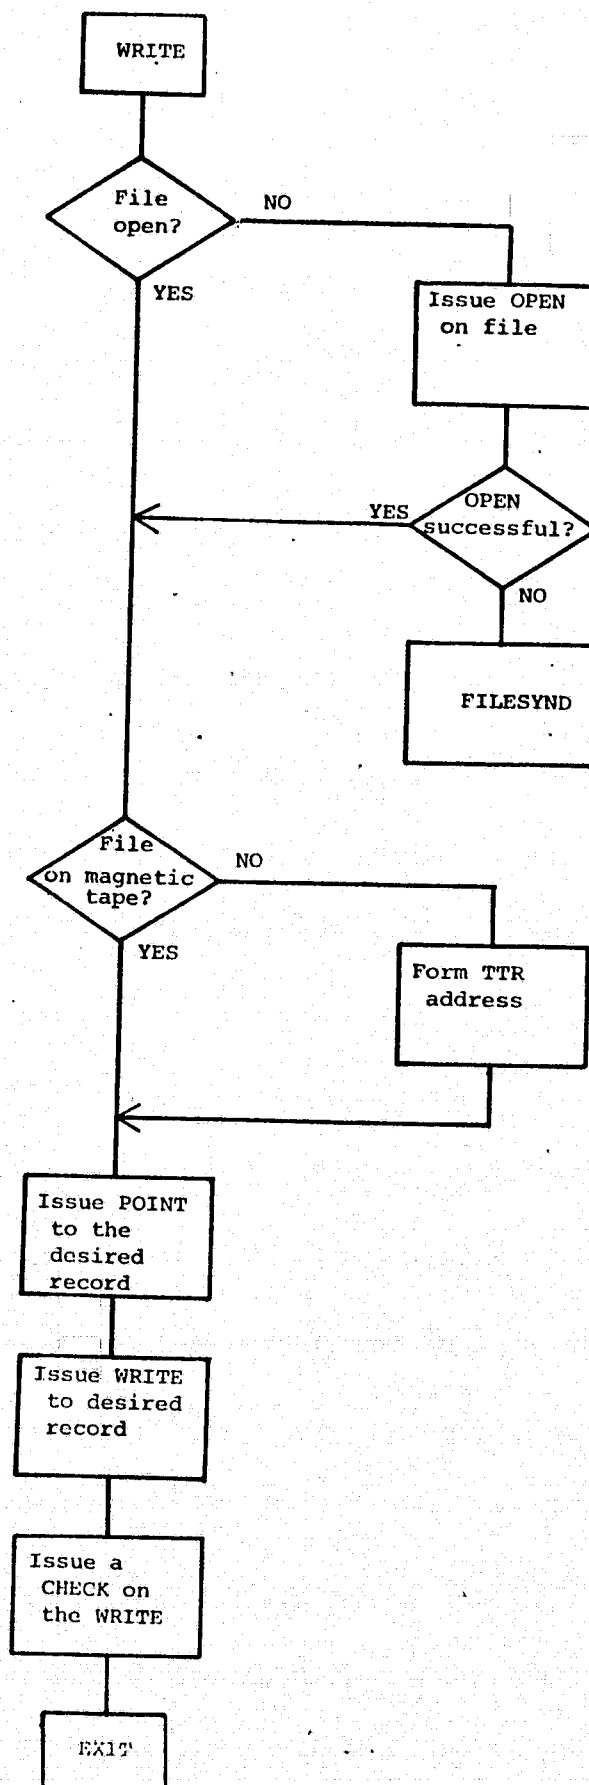 WRITE
File
open?
NO
YES
Issue OPEN
on file
OPEN
successful?
YES
NO
FILESYND
File
on magnetic
tape?
NO
YES
Form TTR
address
Issue POINT
to the
desired
record
Issue WRITE
to desired
record
Issue a
CHECK on
the WRITE
EXIT